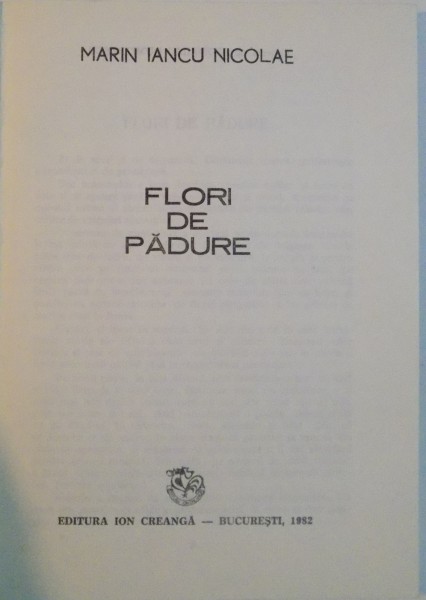 MARIN IANCU NICOLAE
FLORI
DE
PĂDURE
EDITURA ION CREANGĂ — BUCUREŞTI, 1982